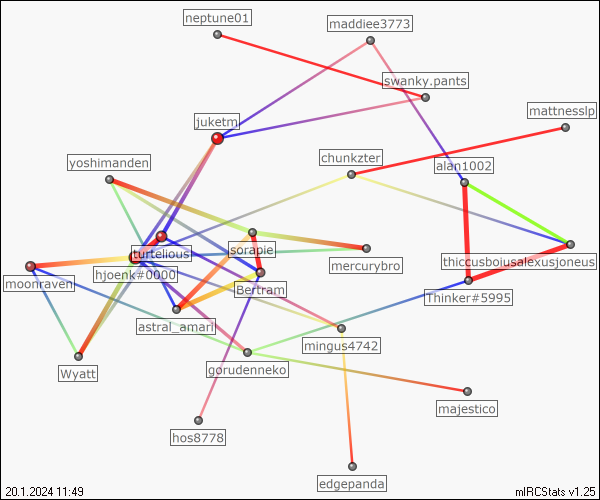 neptune01
maddiee3773
swanky.pants
mattnesslp
juketm
chunkzter
alan1002
yoshimanden
turtelious
sorapie
mercurybro
thiccusboiusalexusjoneus
moonraven
hjoenk#0000
Bertram
Thinker#5995
astral_amari
mingus4742
Wyatt
gorudenneko
majestico
hos8778
edgepanda
20.1.2024 11:49
mIRCStats v1.25